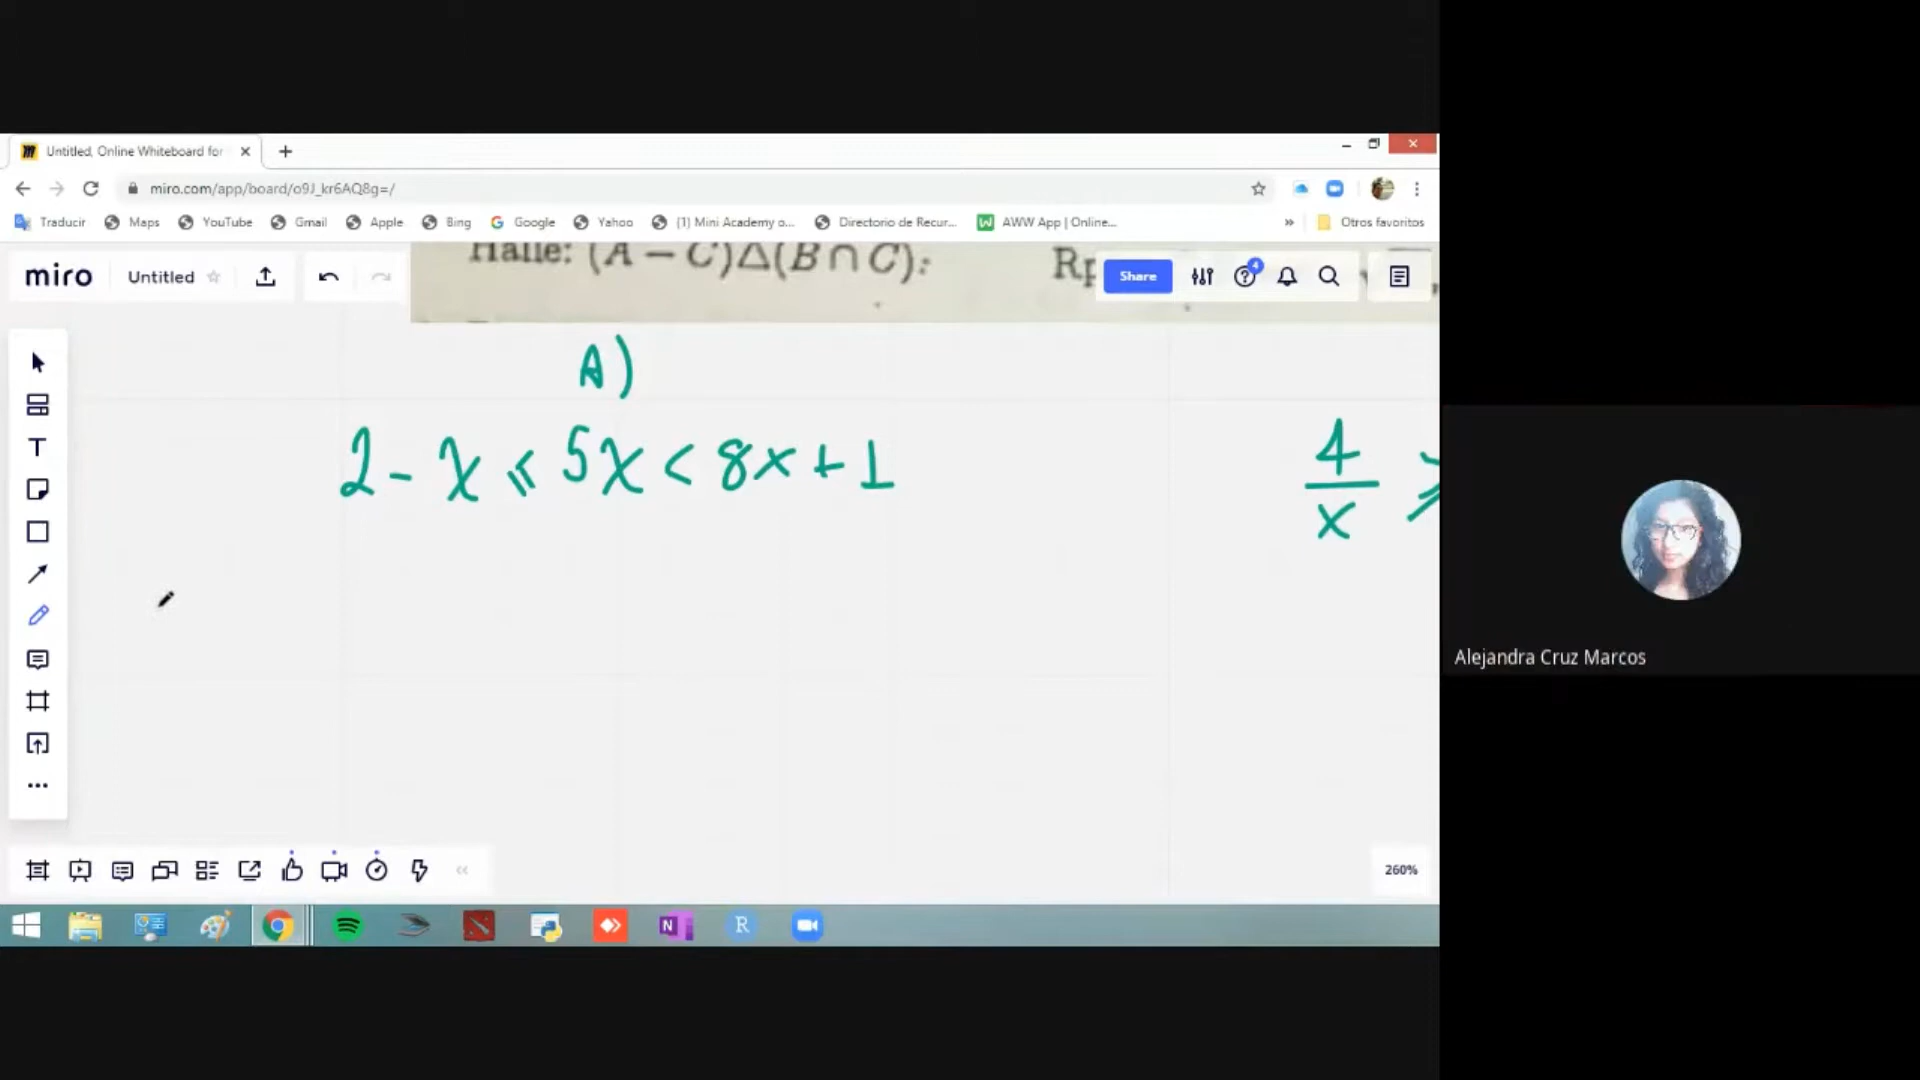 Untitled, Online Whiteboard for
miro.com/app/board/o9J_kr6AQ8g=/
Traducir Maps YouTube Gmail Apple Bing Google Yahoo (1) Mini Academy o... Directorio de Recur... AWW App | Online... » Otros favoritos
miro Untitled
Halle: (A − C)Δ(B ∩ C):
Share 4
A)
2 - x ≤ 5x < 8x + 1
4/x ≥
Alejandra Cruz Marcos
260%